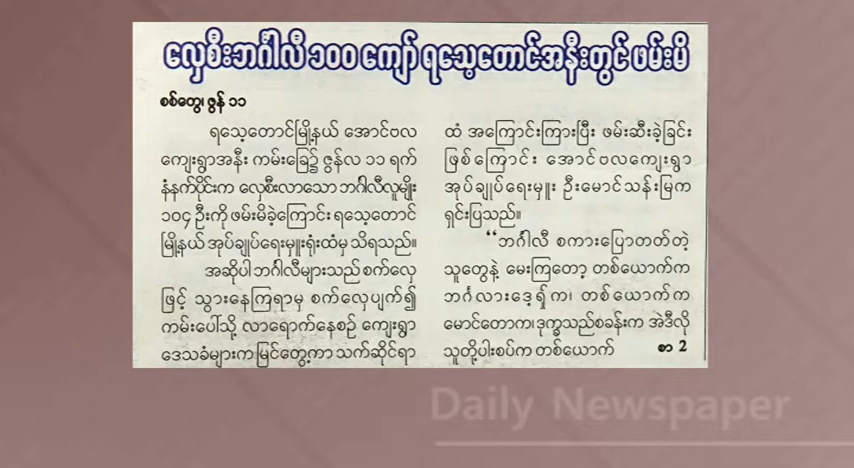 လှေစီးဘင်္ဂါလီ ၁၀၀ ကျော် ရသေ့တောင်အနီးတွင် ဖမ်းမိ
စစ်တွေ၊ ဇွန် ၁၁
ရသေ့တောင်မြို့နယ် အောင်ဗလ
ကျေးရွာအနီး ကမ်းခြေ၌ ဇွန်လ ၁၁ ရက်
နံနက်ပိုင်းက လှေစီးလာသော ဘင်္ဂါလီလူမျိုး
၁၀၄ ဦးကို ဖမ်းမိခဲ့ကြောင်း ရသေ့တောင်
မြို့နယ် အုပ်ချုပ်ရေးမှူးရုံးထံမှ သိရသည်။
အဆိုပါ ဘင်္ဂါလီများသည် စက်လှေ
ဖြင့် သွားနေကြရာမှ စက်လှေပျက်၍
ကမ်းပေါ်သို့ လာရောက်နေစဉ် ကျေးရွာ
ဒေသခံများက မြင်တွေ့ကာ သက်ဆိုင်ရာ
ထံ အကြောင်းကြားပြီး ဖမ်းဆီးခဲ့ခြင်း
ဖြစ်ကြောင်း အောင်ဗလကျေးရွာ
အုပ်ချုပ်ရေးမှူး ဦးမောင်သန်းမြက
ရှင်းပြသည်။
“ဘင်္ဂါလီ စကားပြောတတ်တဲ့
သူတွေနဲ့ မေးကြတော့ တစ်ယောက်က
ဘင်္ဂလားဒေ့ရှ်က၊ တစ်ယောက်က
မောင်တောက၊ ဒုက္ခသည်စခန်းက အဲဒီလို
သူတို့ပါးစပ်က တစ်ယောက် စာ 2
Daily Newspaper